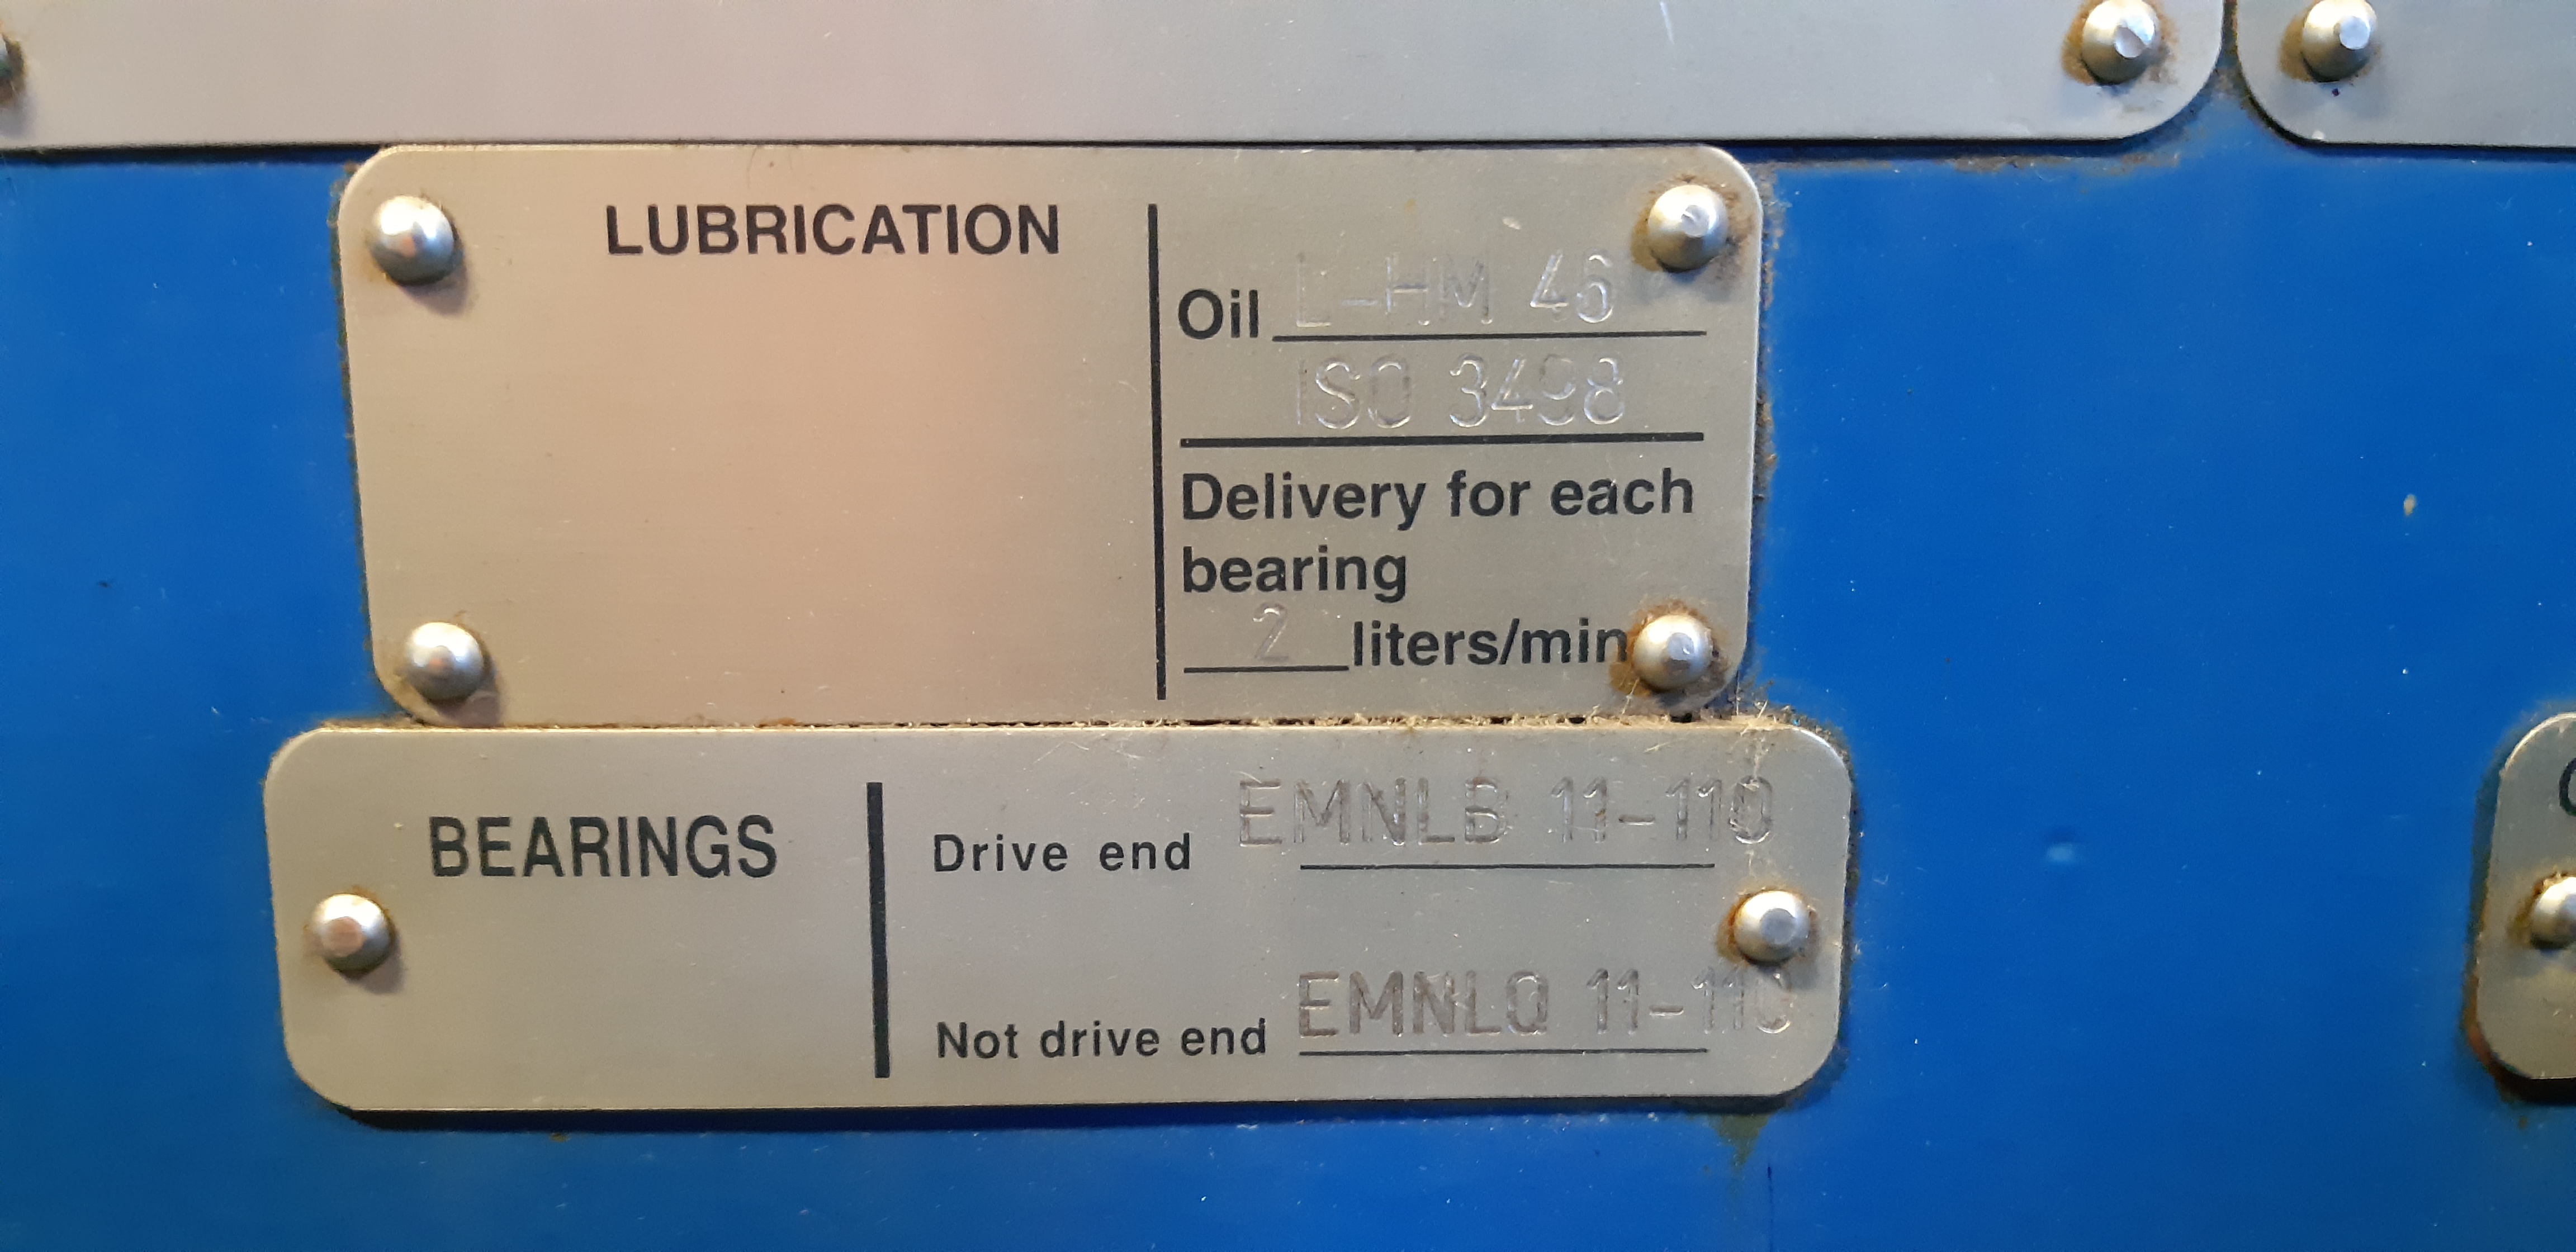 LUBRICATION
Oil L-HM 46
ISO 3498
Delivery for each
bearing
2 liters/min
BEARINGS
Drive end EMNLB 11-110
Not drive end EMNLQ 11-110